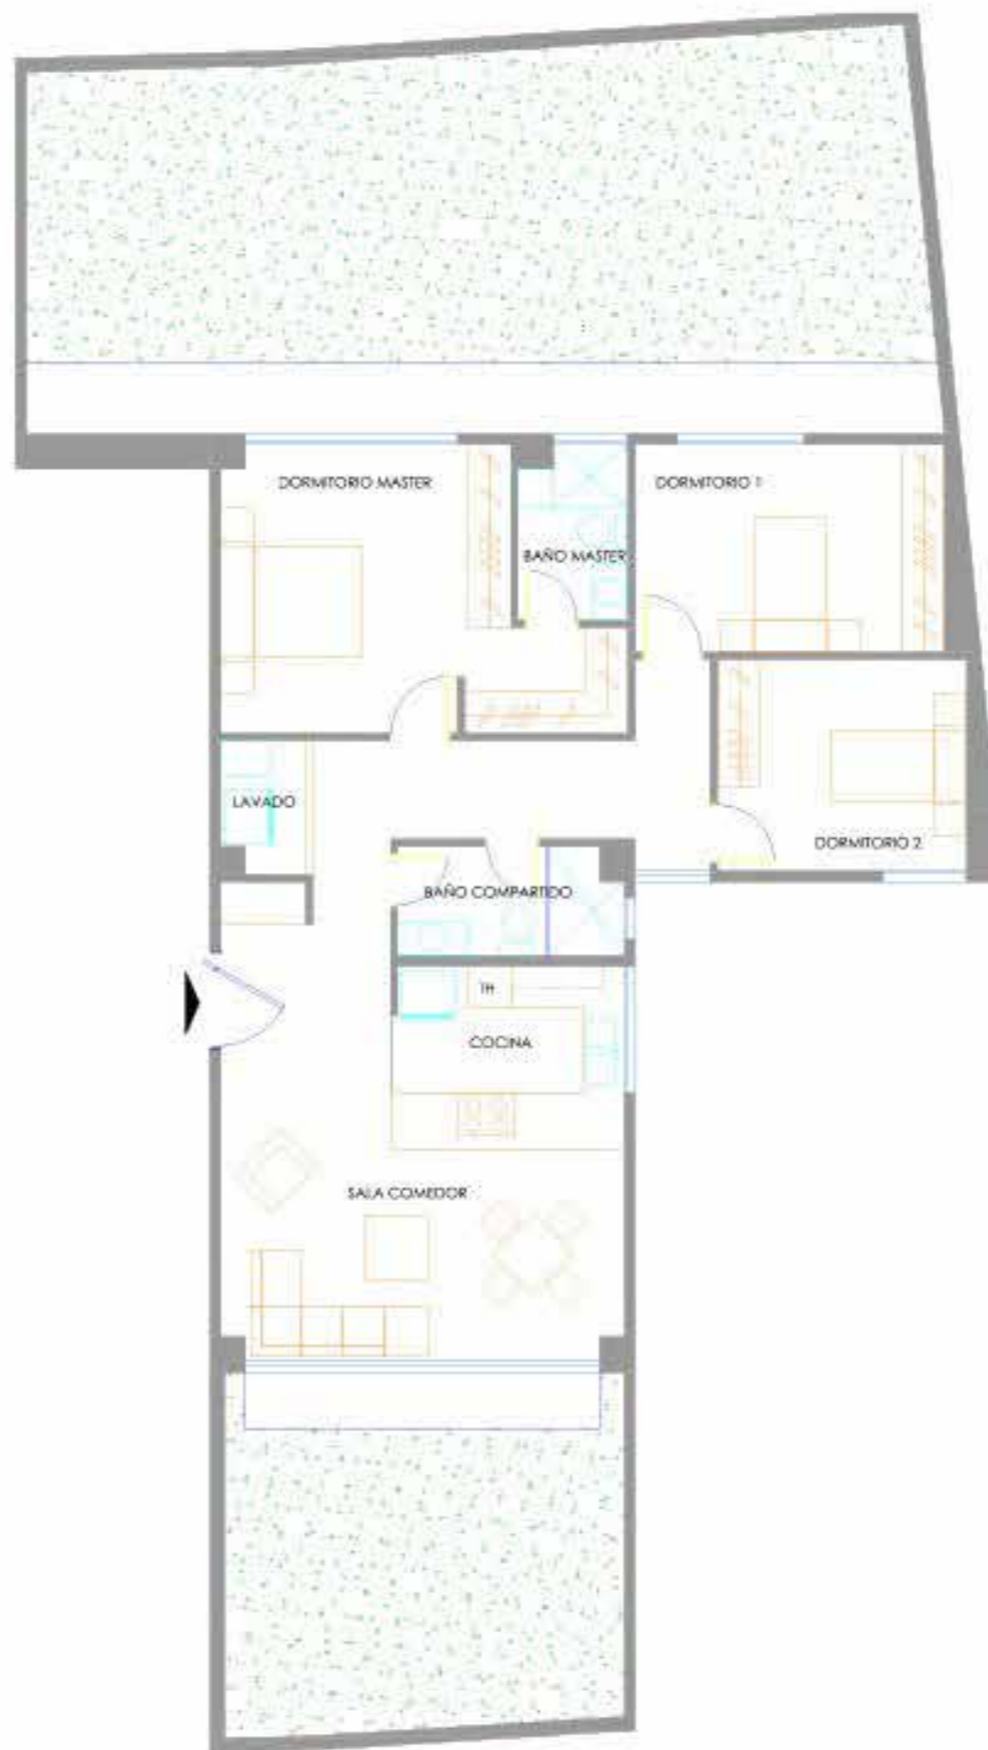 DORMITORIO MASTER
DORMITORIO 1
BAÑO MASTER
LAVADO
DORMITORIO 2
BAÑO COMPARTIDO
TH
COCINA
SALA COMEDOR